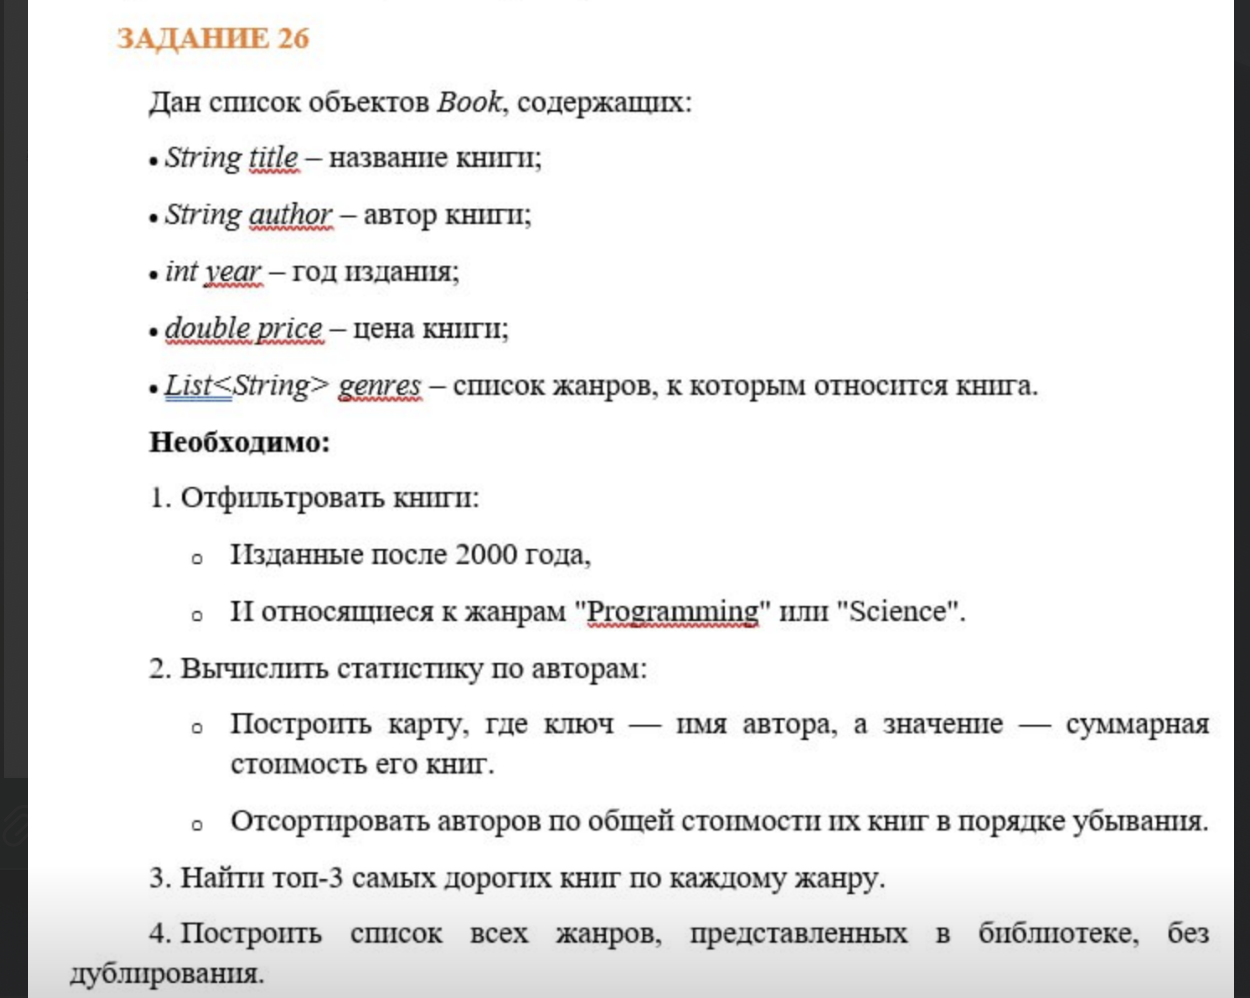 ЗАДАНИЕ 26
Дан список объектов Book, содержащих:
• String title – название книги;
• String author – автор книги;
• int year – год издания;
• double price – цена книги;
• List<String> genres – список жанров, к которым относится книга.
Необходимо:
1. Отфильтровать книги:
o Изданные после 2000 года,
o И относящиеся к жанрам "Programming" или "Science".
2. Вычислить статистику по авторам:
o Построить карту, где ключ — имя автора, а значение — суммарная
стоимость его книг.
o Отсортировать авторов по общей стоимости их книг в порядке убывания.
3. Найти топ-3 самых дорогих книг по каждому жанру.
4. Построить список всех жанров, представленных в библиотеке, без
дублирования.